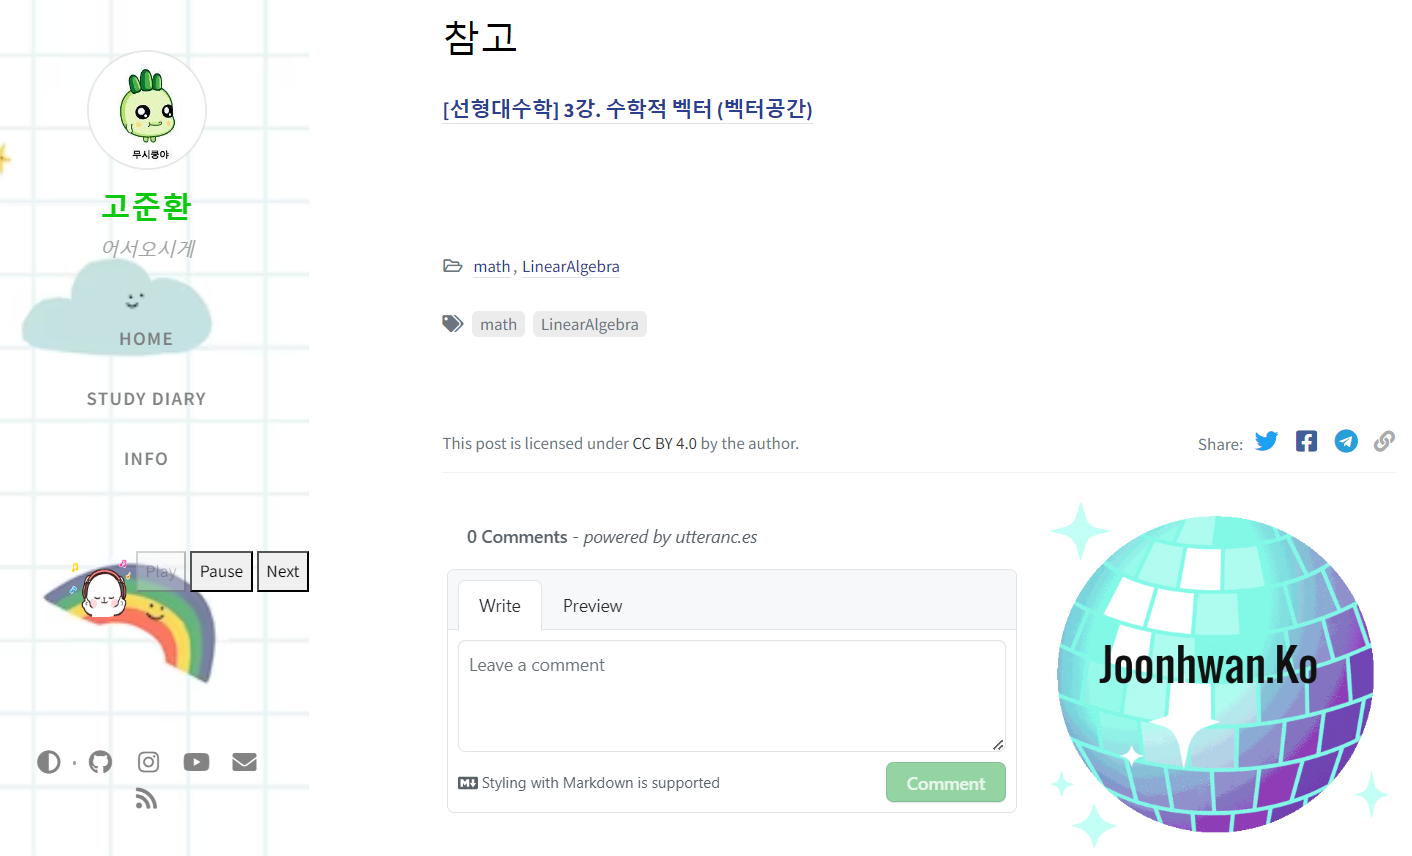 무시쿵야
고준환
어서오시게
HOME
STUDY DIARY
INFO
Play Pause Next
참고
[선형대수학] 3강. 수학적 벡터 (벡터공간)
math , LinearAlgebra
math LinearAlgebra
This post is licensed under CC BY 4.0 by the author.
Share:
0 Comments - powered by utteranc.es
Write Preview
Leave a comment
Styling with Markdown is supported
Comment
Joonhwan.Ko